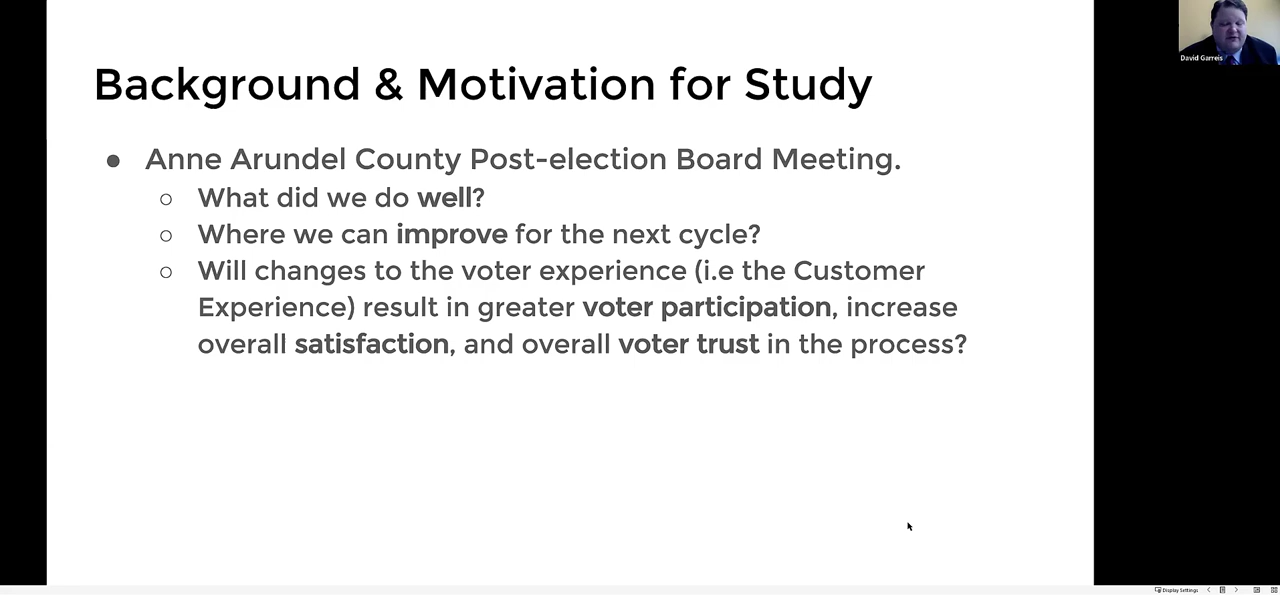 Background & Motivation for Study
● Anne Arundel County Post-election Board Meeting.
○ What did we do well?
○ Where we can improve for the next cycle?
○ Will changes to the voter experience (i.e the Customer
Experience) result in greater voter participation, increase
overall satisfaction, and overall voter trust in the process?
David Garreis
Display Settings